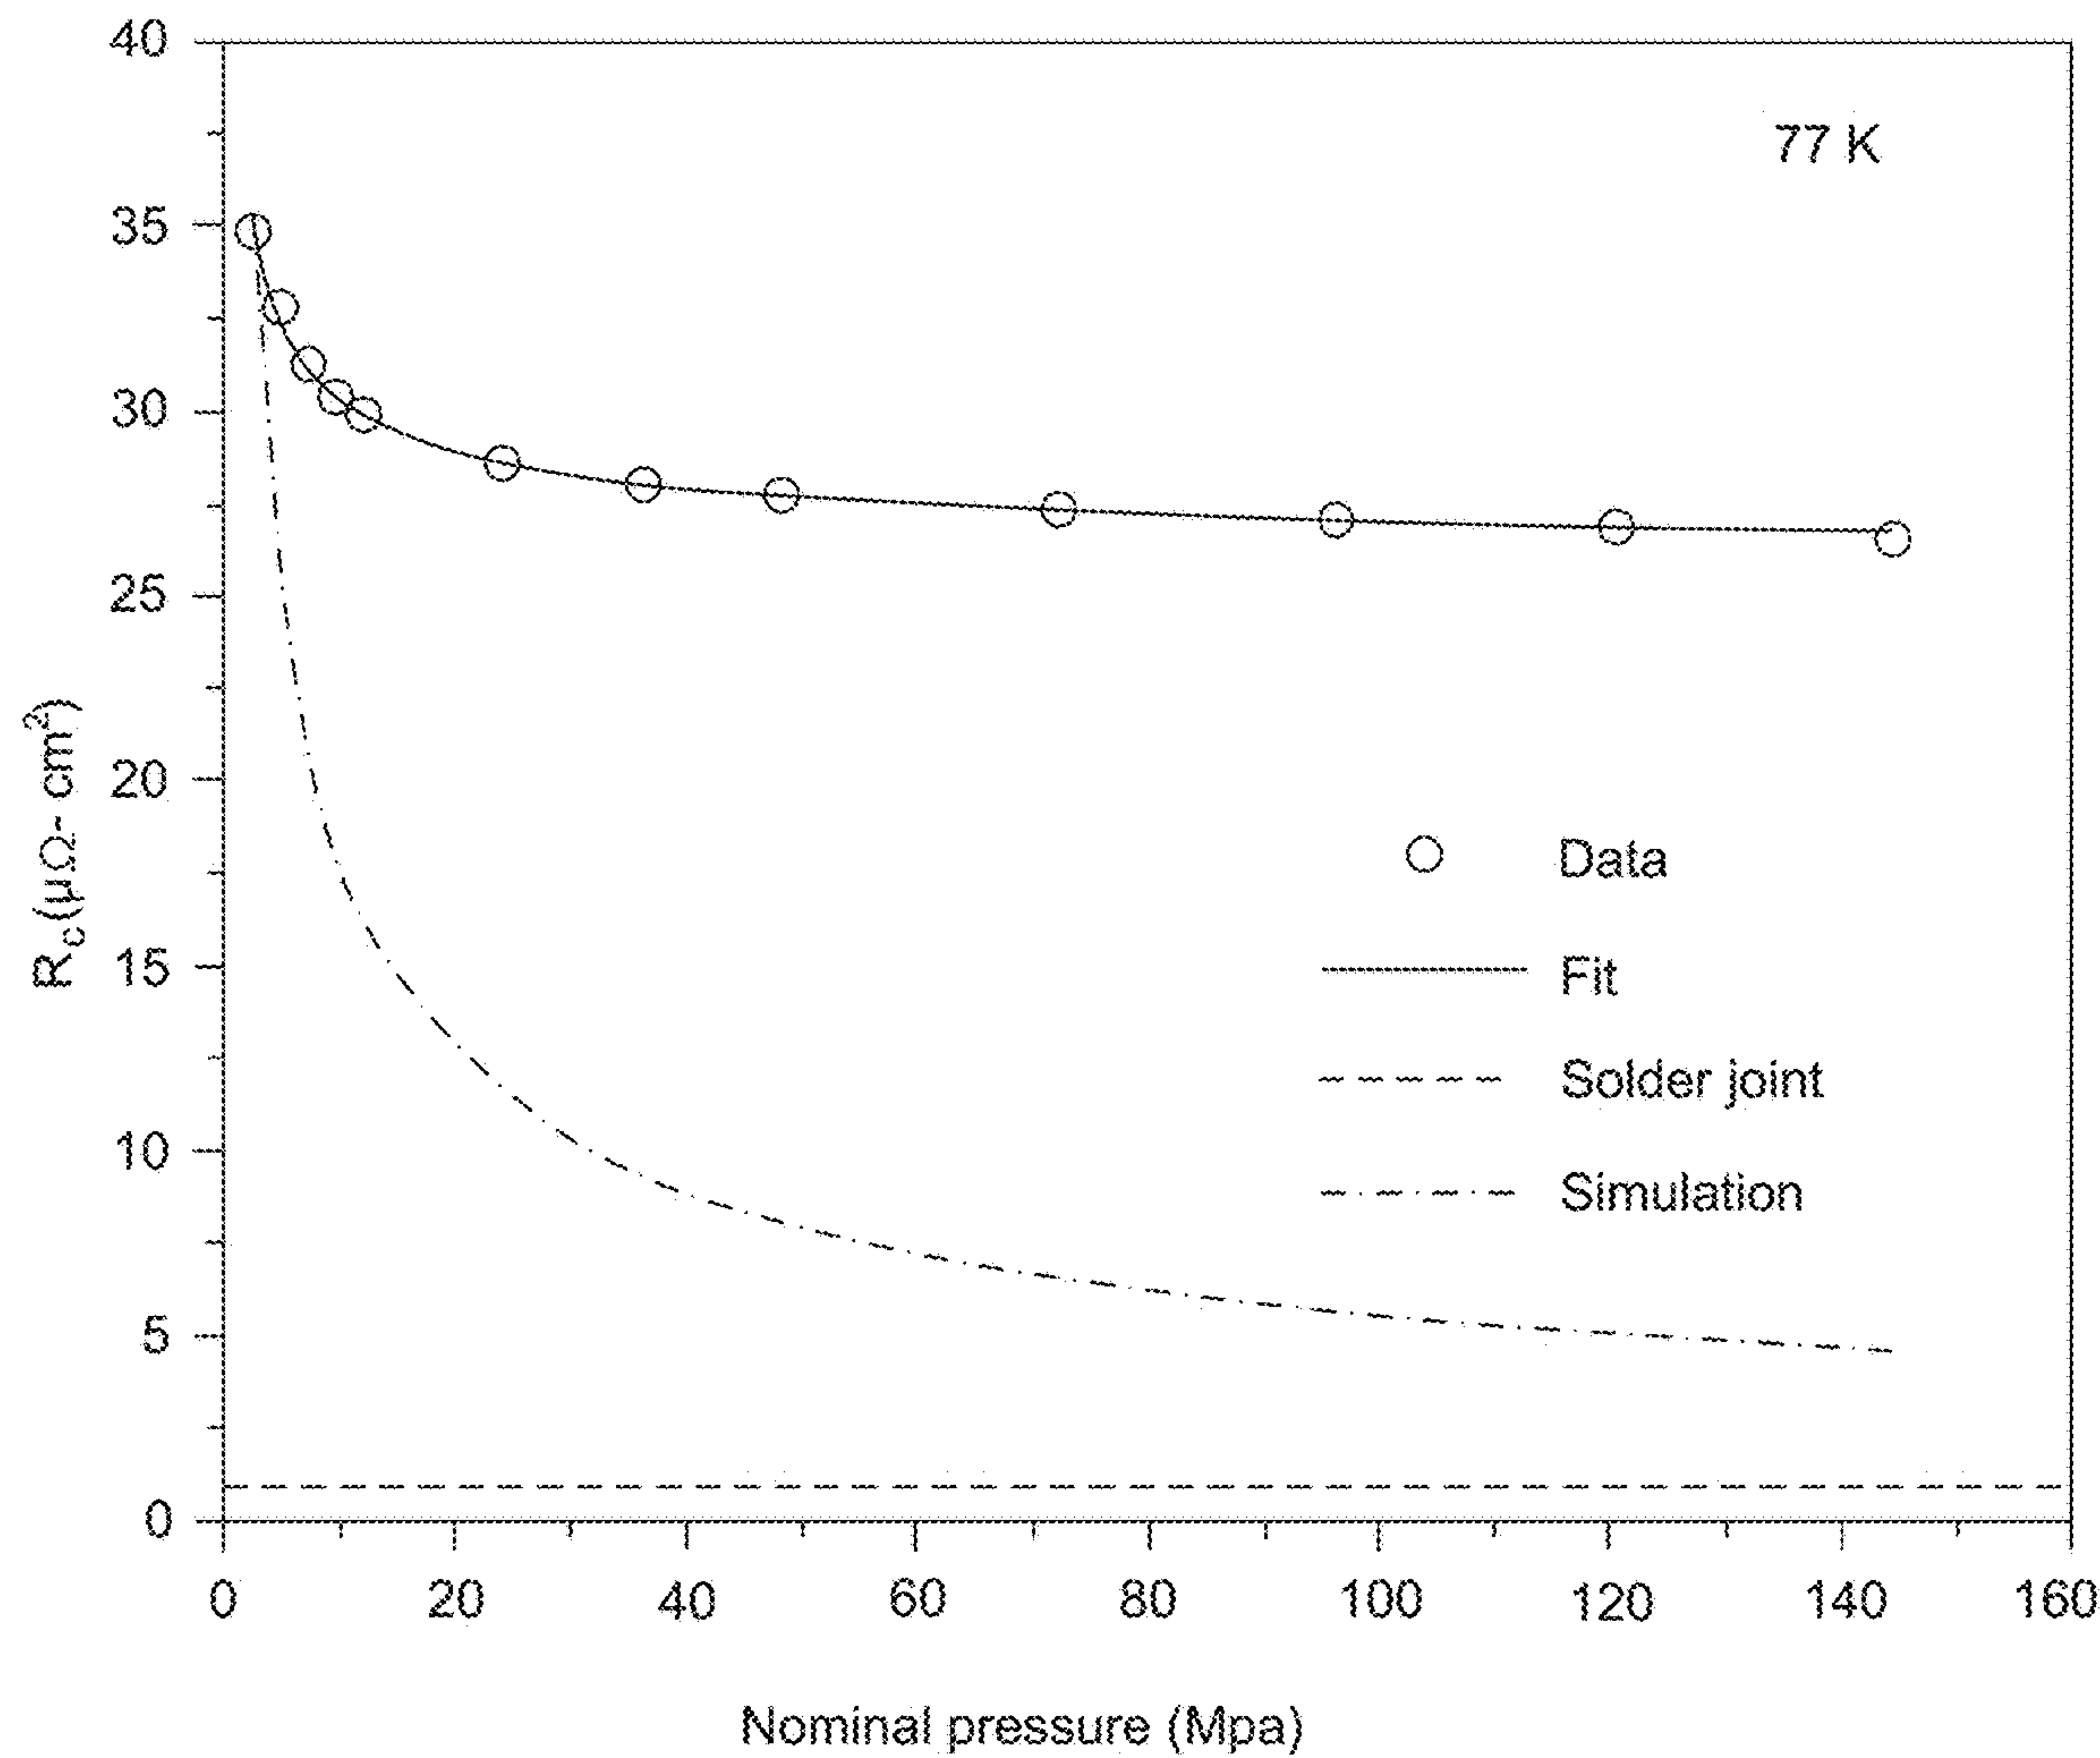 40
77 K
35
30
25
20
15
10
5
0
R_c(μΩ- cm²)
Data
Fit
Solder joint
Simulation
0 20 40 60 80 100 120 140 160
Nominal pressure (Mpa)